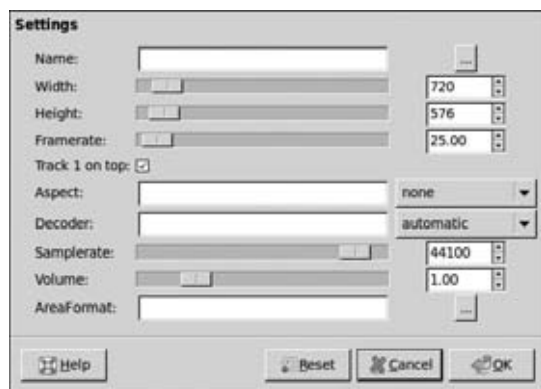 Settings
Name: ...
Width: 720
Height: 576
Framerate: 25.00
Track 1 on top:
Aspect: none
Decoder: automatic
Samplerate: 44100
Volume: 1.00
AreaFormat: ...
Help Reset Cancel OK